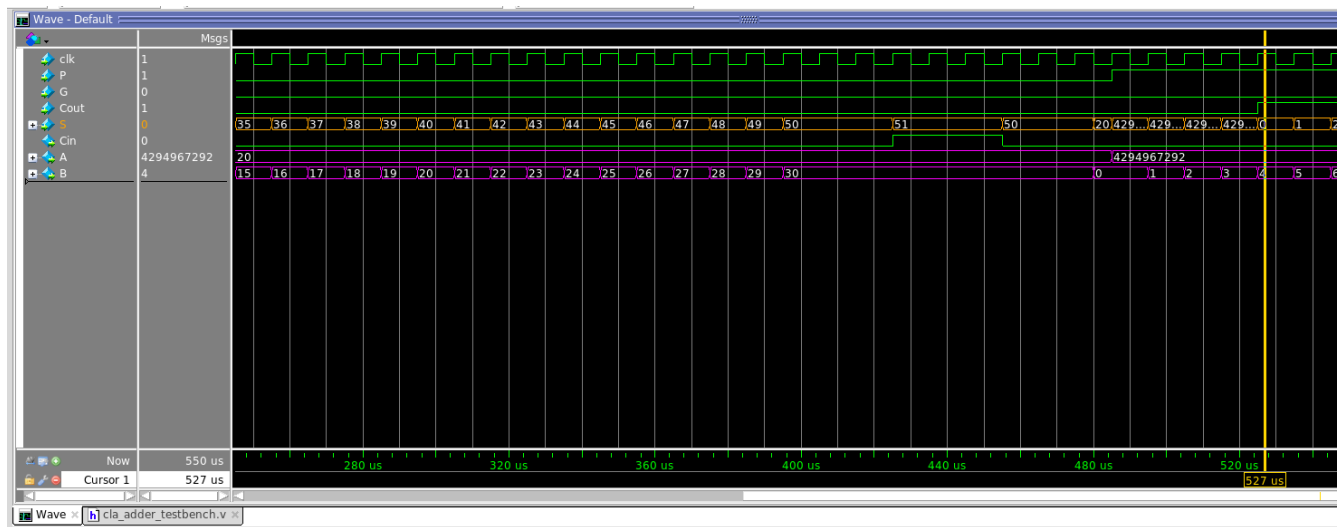 Wave - Default
Msgs
clk 1
P 1
G 0
Cout 1
S 0 35 36 37 38 39 40 41 42 43 44 45 46 47 48 49 50 51 50 20 429... 429... 429... 429... 0 1 2
Cin 0
A 4294967292 20 4294967292
B 4 15 16 17 18 19 20 21 22 23 24 25 26 27 28 29 30 0 1 2 3 4 5 6
Now 550 us 280 us 320 us 360 us 400 us 440 us 480 us 520 us
Cursor 1 527 us 527 us
Wave h] cla_adder_testbench.v